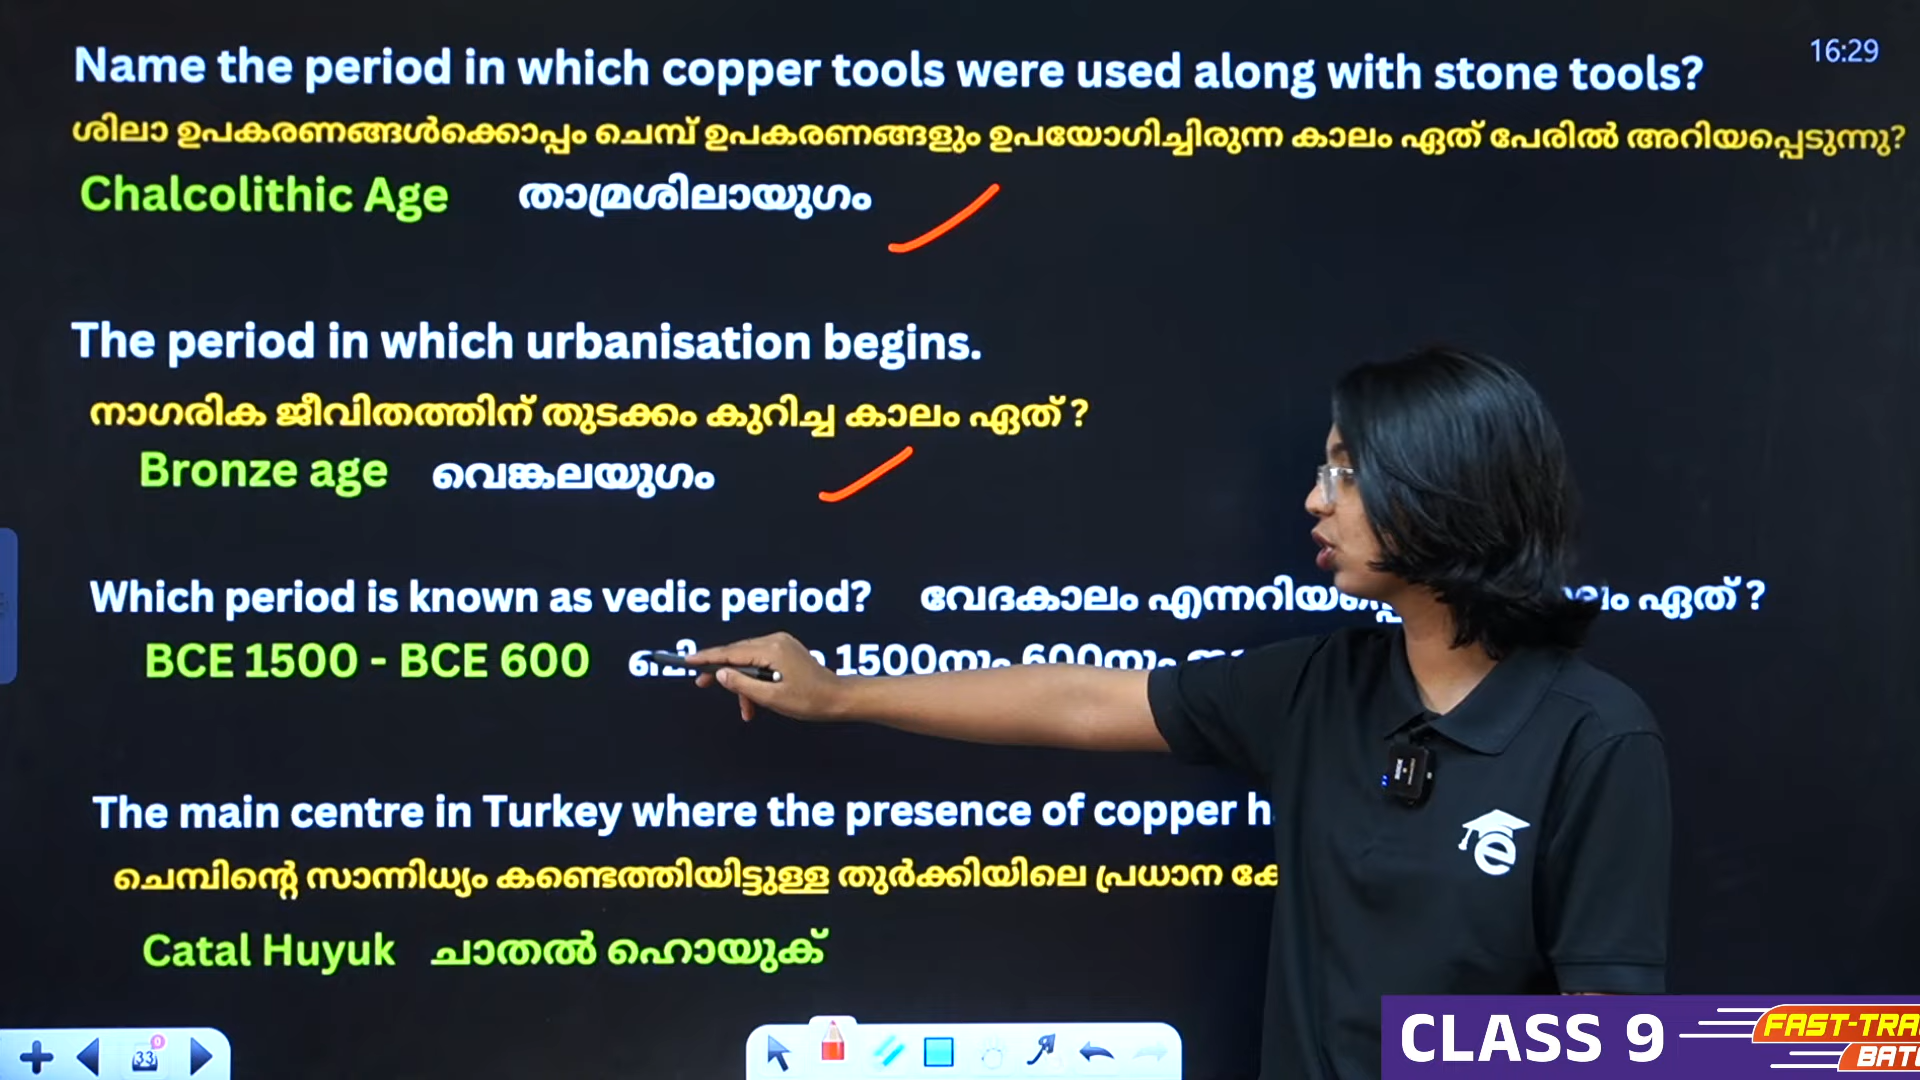 Name the period in which copper tools were used along with stone tools?
16:29
ശിലാ ഉപകരണങ്ങൾക്കൊപ്പം ചെമ്പ് ഉപകരണങ്ങളും ഉപയോഗിച്ചിരുന്ന കാലം ഏത് പേരിൽ അറിയപ്പെടുന്നു?
Chalcolithic Age താമ്രശിലായുഗം
The period in which urbanisation begins.
നാഗരിക ജീവിതത്തിന് തുടക്കം കുറിച്ച കാലം ഏത് ?
Bronze age വെങ്കലയുഗം
Which period is known as vedic period? വേദകാലം ഏത് ?
BCE 1500 - BCE 600 1500നും 600നും
The main centre in Turkey where the presence of copper
ചെമ്പിന്റെ സാന്നിധ്യം കണ്ടെത്തിയിട്ടുള്ള തുർക്കിയിലെ പ്രധാന
Catal Huyuk ചാതൽ ഹൊയുക്
33
0
e
CLASS 9